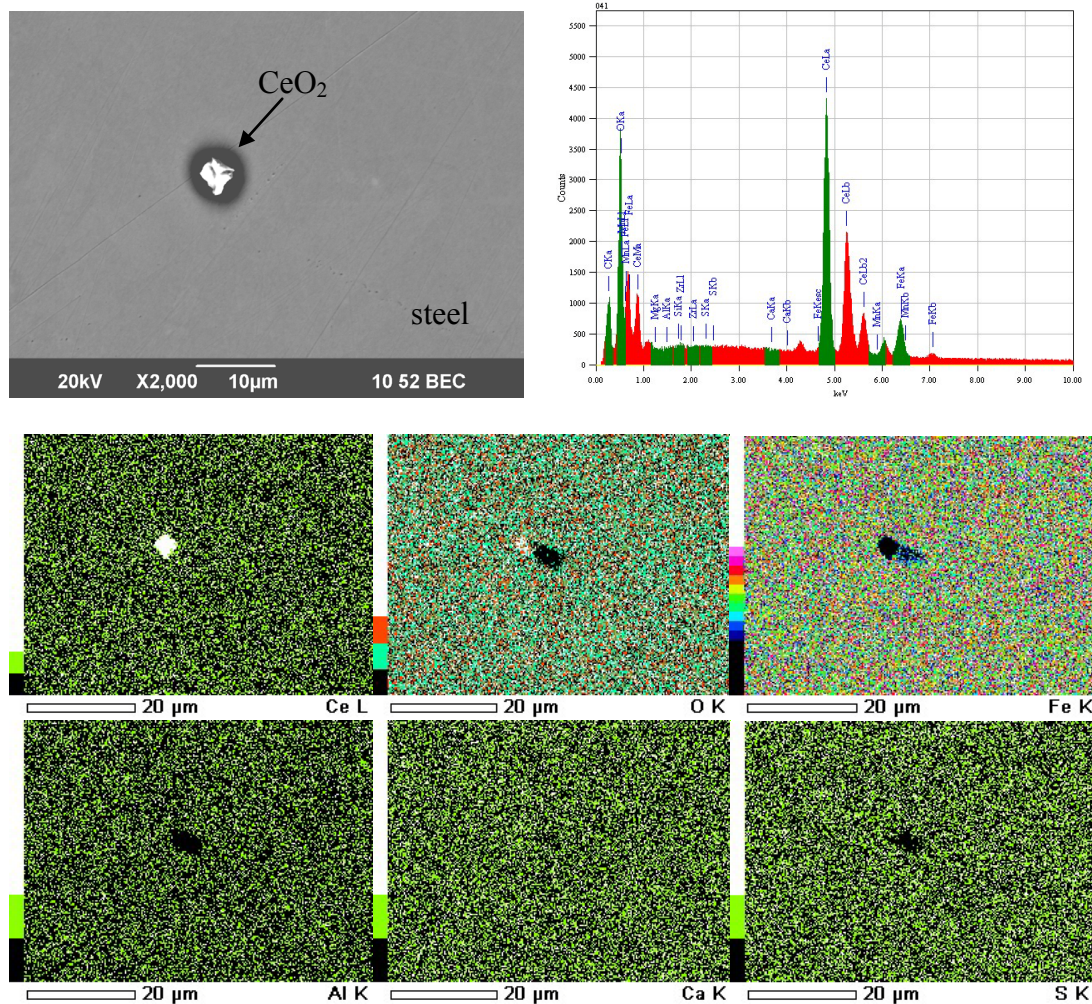 CeO₂
steel
20kV X2,000 10µm 10 52 BEC
041
Counts
5500
5000
4500
4000
3500
3000
2500
2000
1500
1000
500
0
CKa
OKa
FeLa
MnLa
CeMa
MgKa
AlKa
SiKa
ZrLl
ZrLa
SKa
SKb
CaKa
CaKb
FeKesc
CeLa
CeLb
CeLb2
MnKa
FeKa
MnKb
FeKb
0.00 1.00 2.00 3.00 4.00 5.00 6.00 7.00 8.00 9.00 10.00
keV
20 µm Ce L
20 µm O K
20 µm Fe K
20 µm Al K
20 µm Ca K
20 µm S K